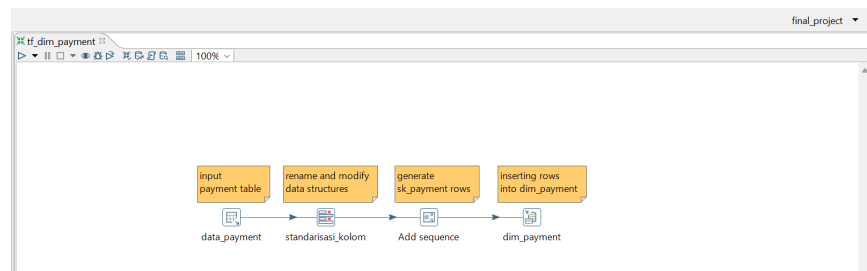 final_project
tf_dim_payment
100%
input
payment table
rename and modify
data structures
generate
sk_payment rows
inserting rows
into dim_payment
data_payment
standarisasi_kolom
Add sequence
dim_payment